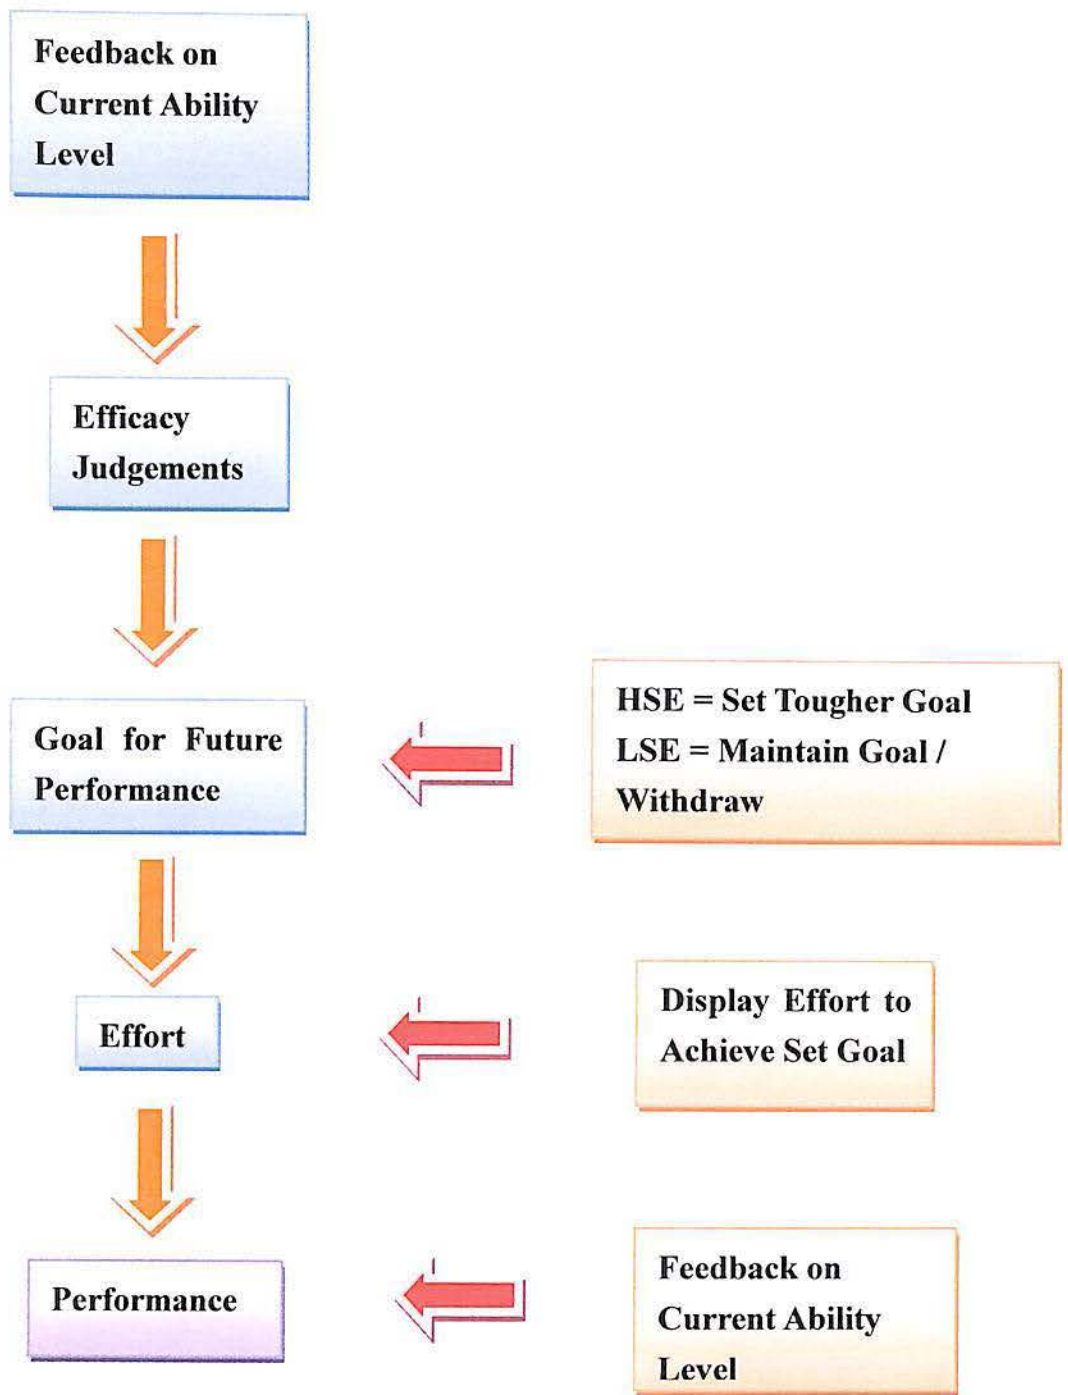 Feedback on
Current Ability
Level
Efficacy
Judgements
Goal for Future
Performance
HSE = Set Tougher Goal
LSE = Maintain Goal /
Withdraw
Effort
Display Effort to
Achieve Set Goal
Performance
Feedback on
Current Ability
Level